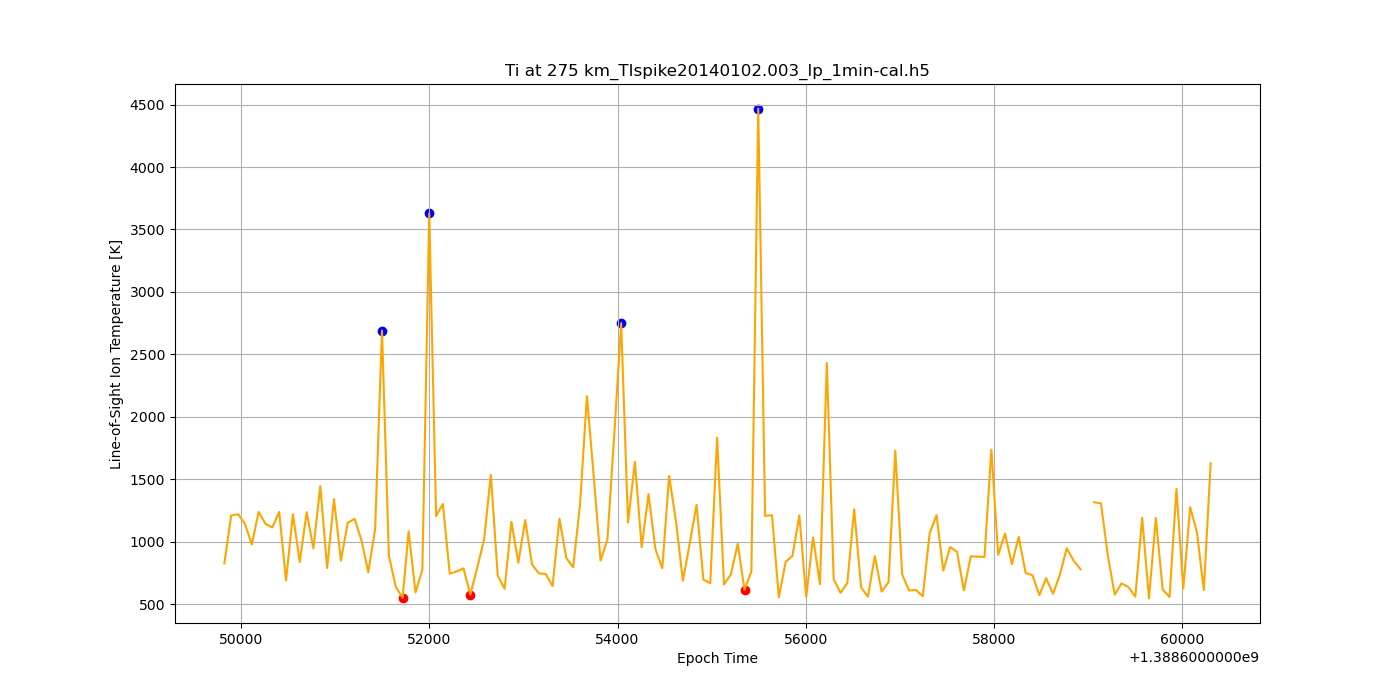 Ti at 275 km_TIspike20140102.003_lp_1min-cal.h5
Line-of-Sight Ion Temperature [K]
4500
4000
3500
3000
2500
2000
1500
1000
500
50000 52000 54000 56000 58000 60000
Epoch Time
+1.3886000000e9